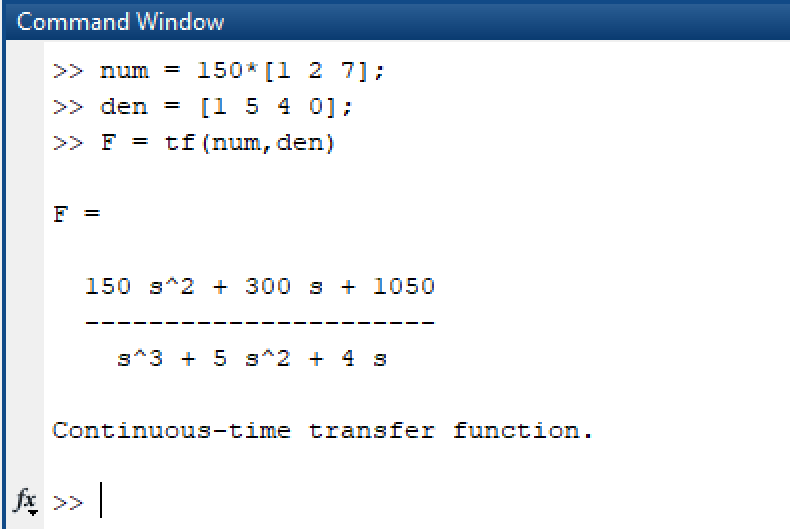 Command Window
>> num = 150*[1 2 7];
>> den = [1 5 4 0];
>> F = tf(num,den)
F =
150 s^2 + 300 s + 1050
----------------------
s^3 + 5 s^2 + 4 s
Continuous-time transfer function.
fx >>